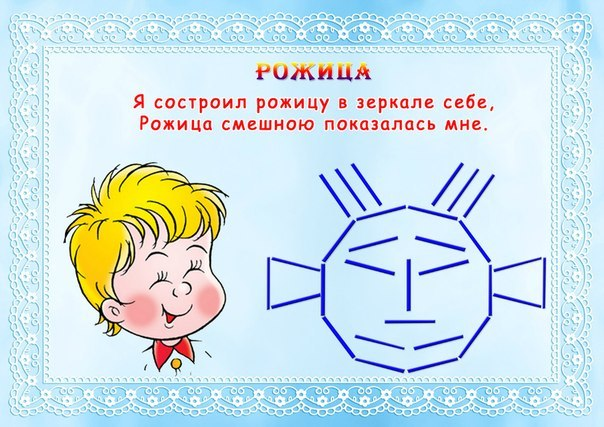 РОЖИЦА
Я состроил рожицу в зеркале себе,
Рожица смешною показалась мне.